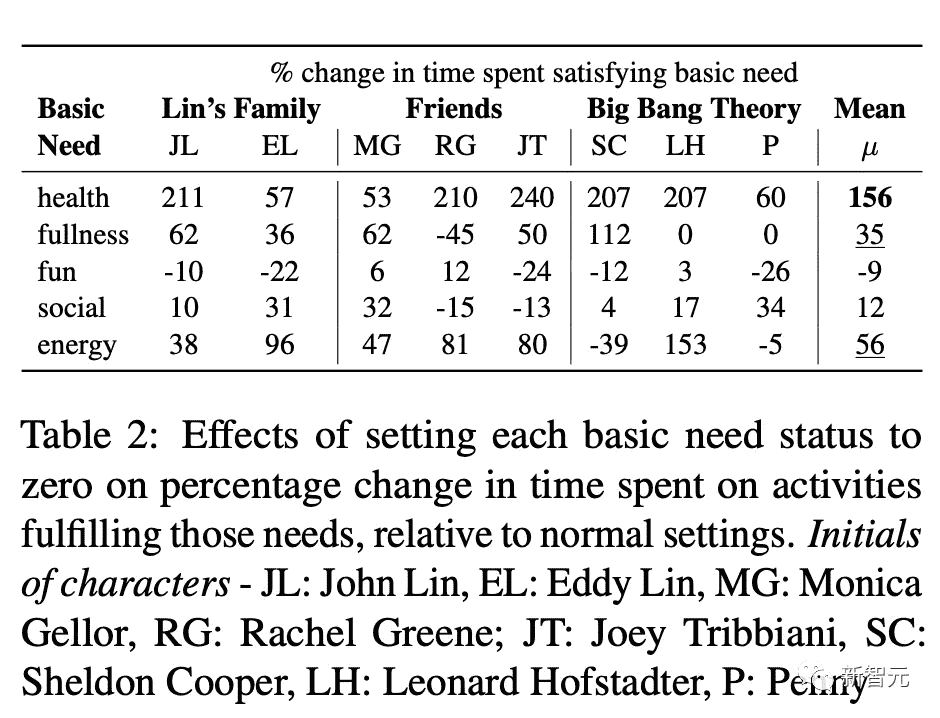 % change in time spent satisfying basic need
Basic Lin's Family Friends Big Bang Theory Mean
Need JL EL MG RG JT SC LH P μ
health 211 57 53 210 240 207 207 60 156
fullness 62 36 62 -45 50 112 0 0 35
fun -10 -22 6 12 -24 -12 3 -26 -9
social 10 31 32 -15 -13 4 17 34 12
energy 38 96 47 81 80 -39 153 -5 56
Table 2: Effects of setting each basic need status to
zero on percentage change in time spent on activities
fulfilling those needs, relative to normal settings. Initials
of characters - JL: John Lin, EL: Eddy Lin, MG: Monica
Gellor, RG: Rachel Greene; JT: Joey Tribbiani, SC:
Sheldon Cooper, LH: Leonard Hofstadter, P: Penny
新智元